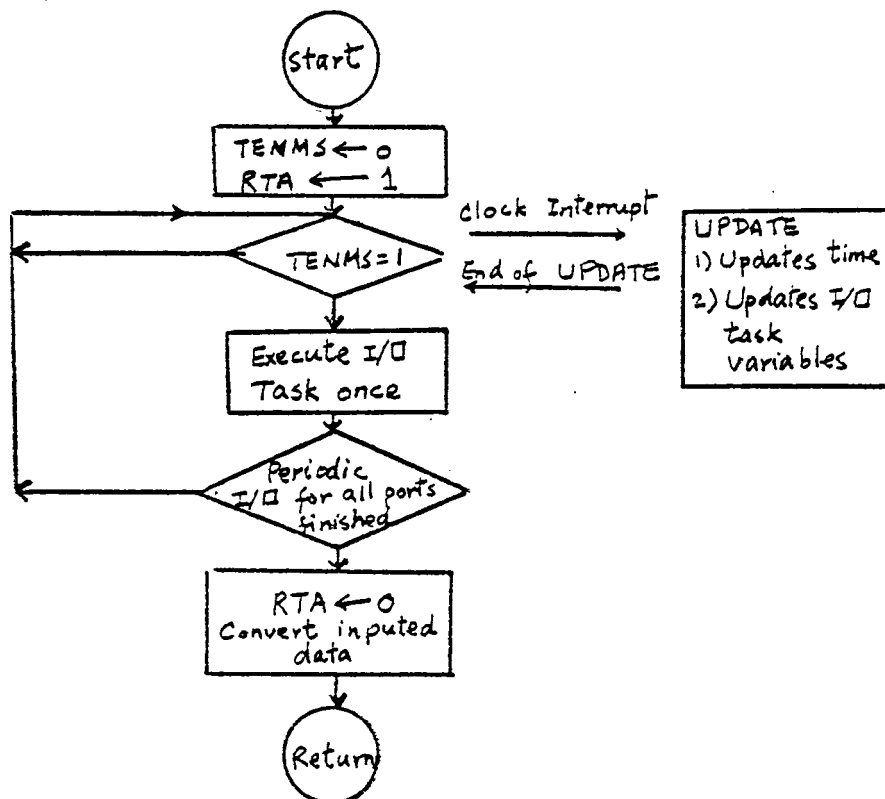 Start
TENMS ← 0
RTA ← 1
Clock Interrupt
TENMS=1
End of UPDATE
UPDATE
1) Updates time
2) Updates I/O
task
variables
Execute I/O
Task once
Periodic
I/O for all ports
finished
RTA ← 0
Convert inputed
data
Return